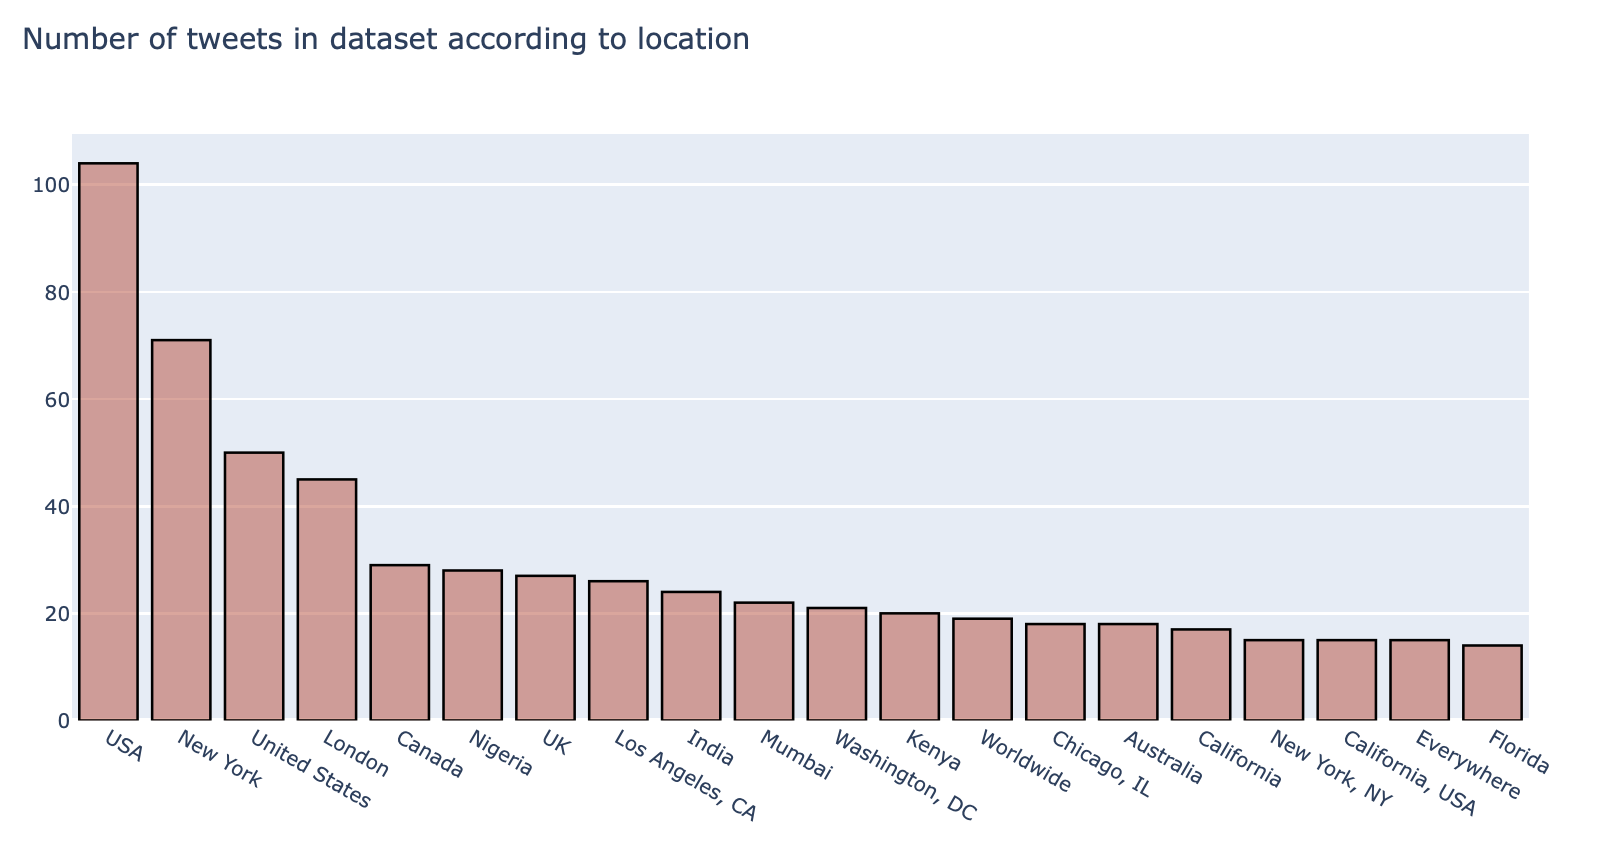 Number of tweets in dataset according to location
100
80
60
40
20
0
USA
New York
United States
London
Canada
Nigeria
UK
Los Angeles, CA
India
Mumbai
Washington, DC
Kenya
Worldwide
Chicago, IL
Australia
California
New York, NY
California, USA
Everywhere
Florida